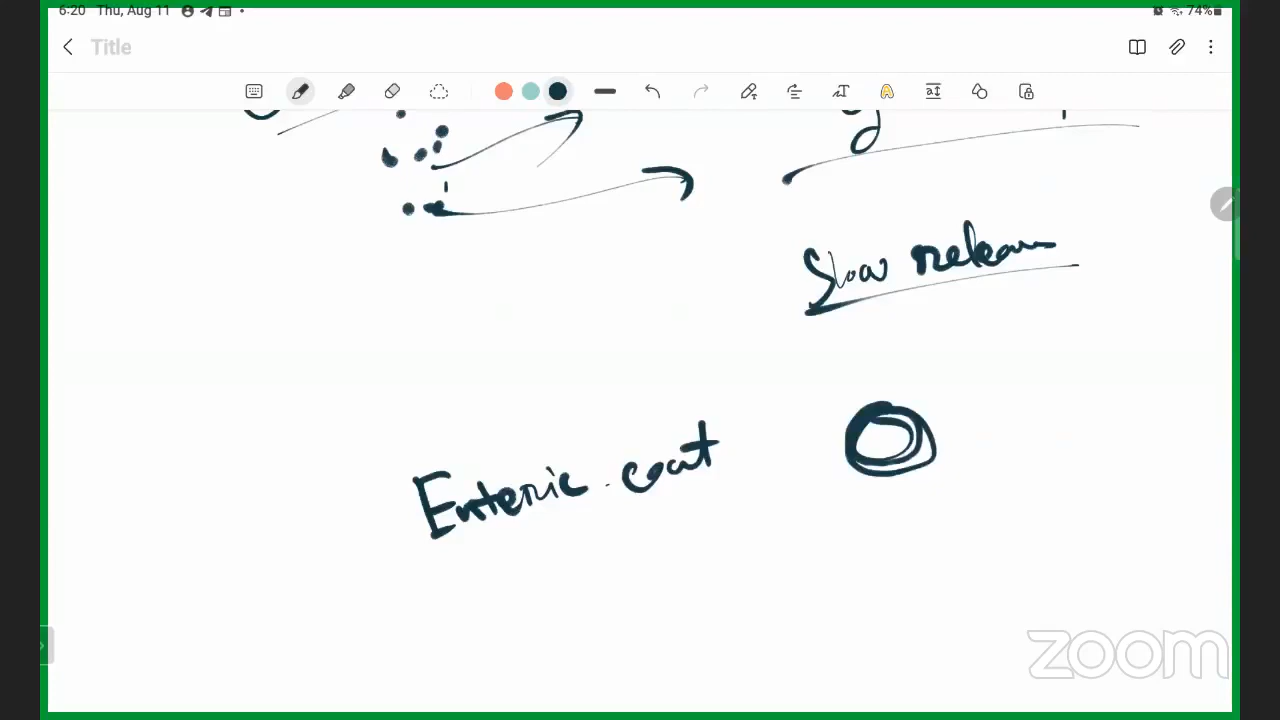 6:20 Thu, Aug 11
74%
Title
Slow release
Enteric coat
zoom